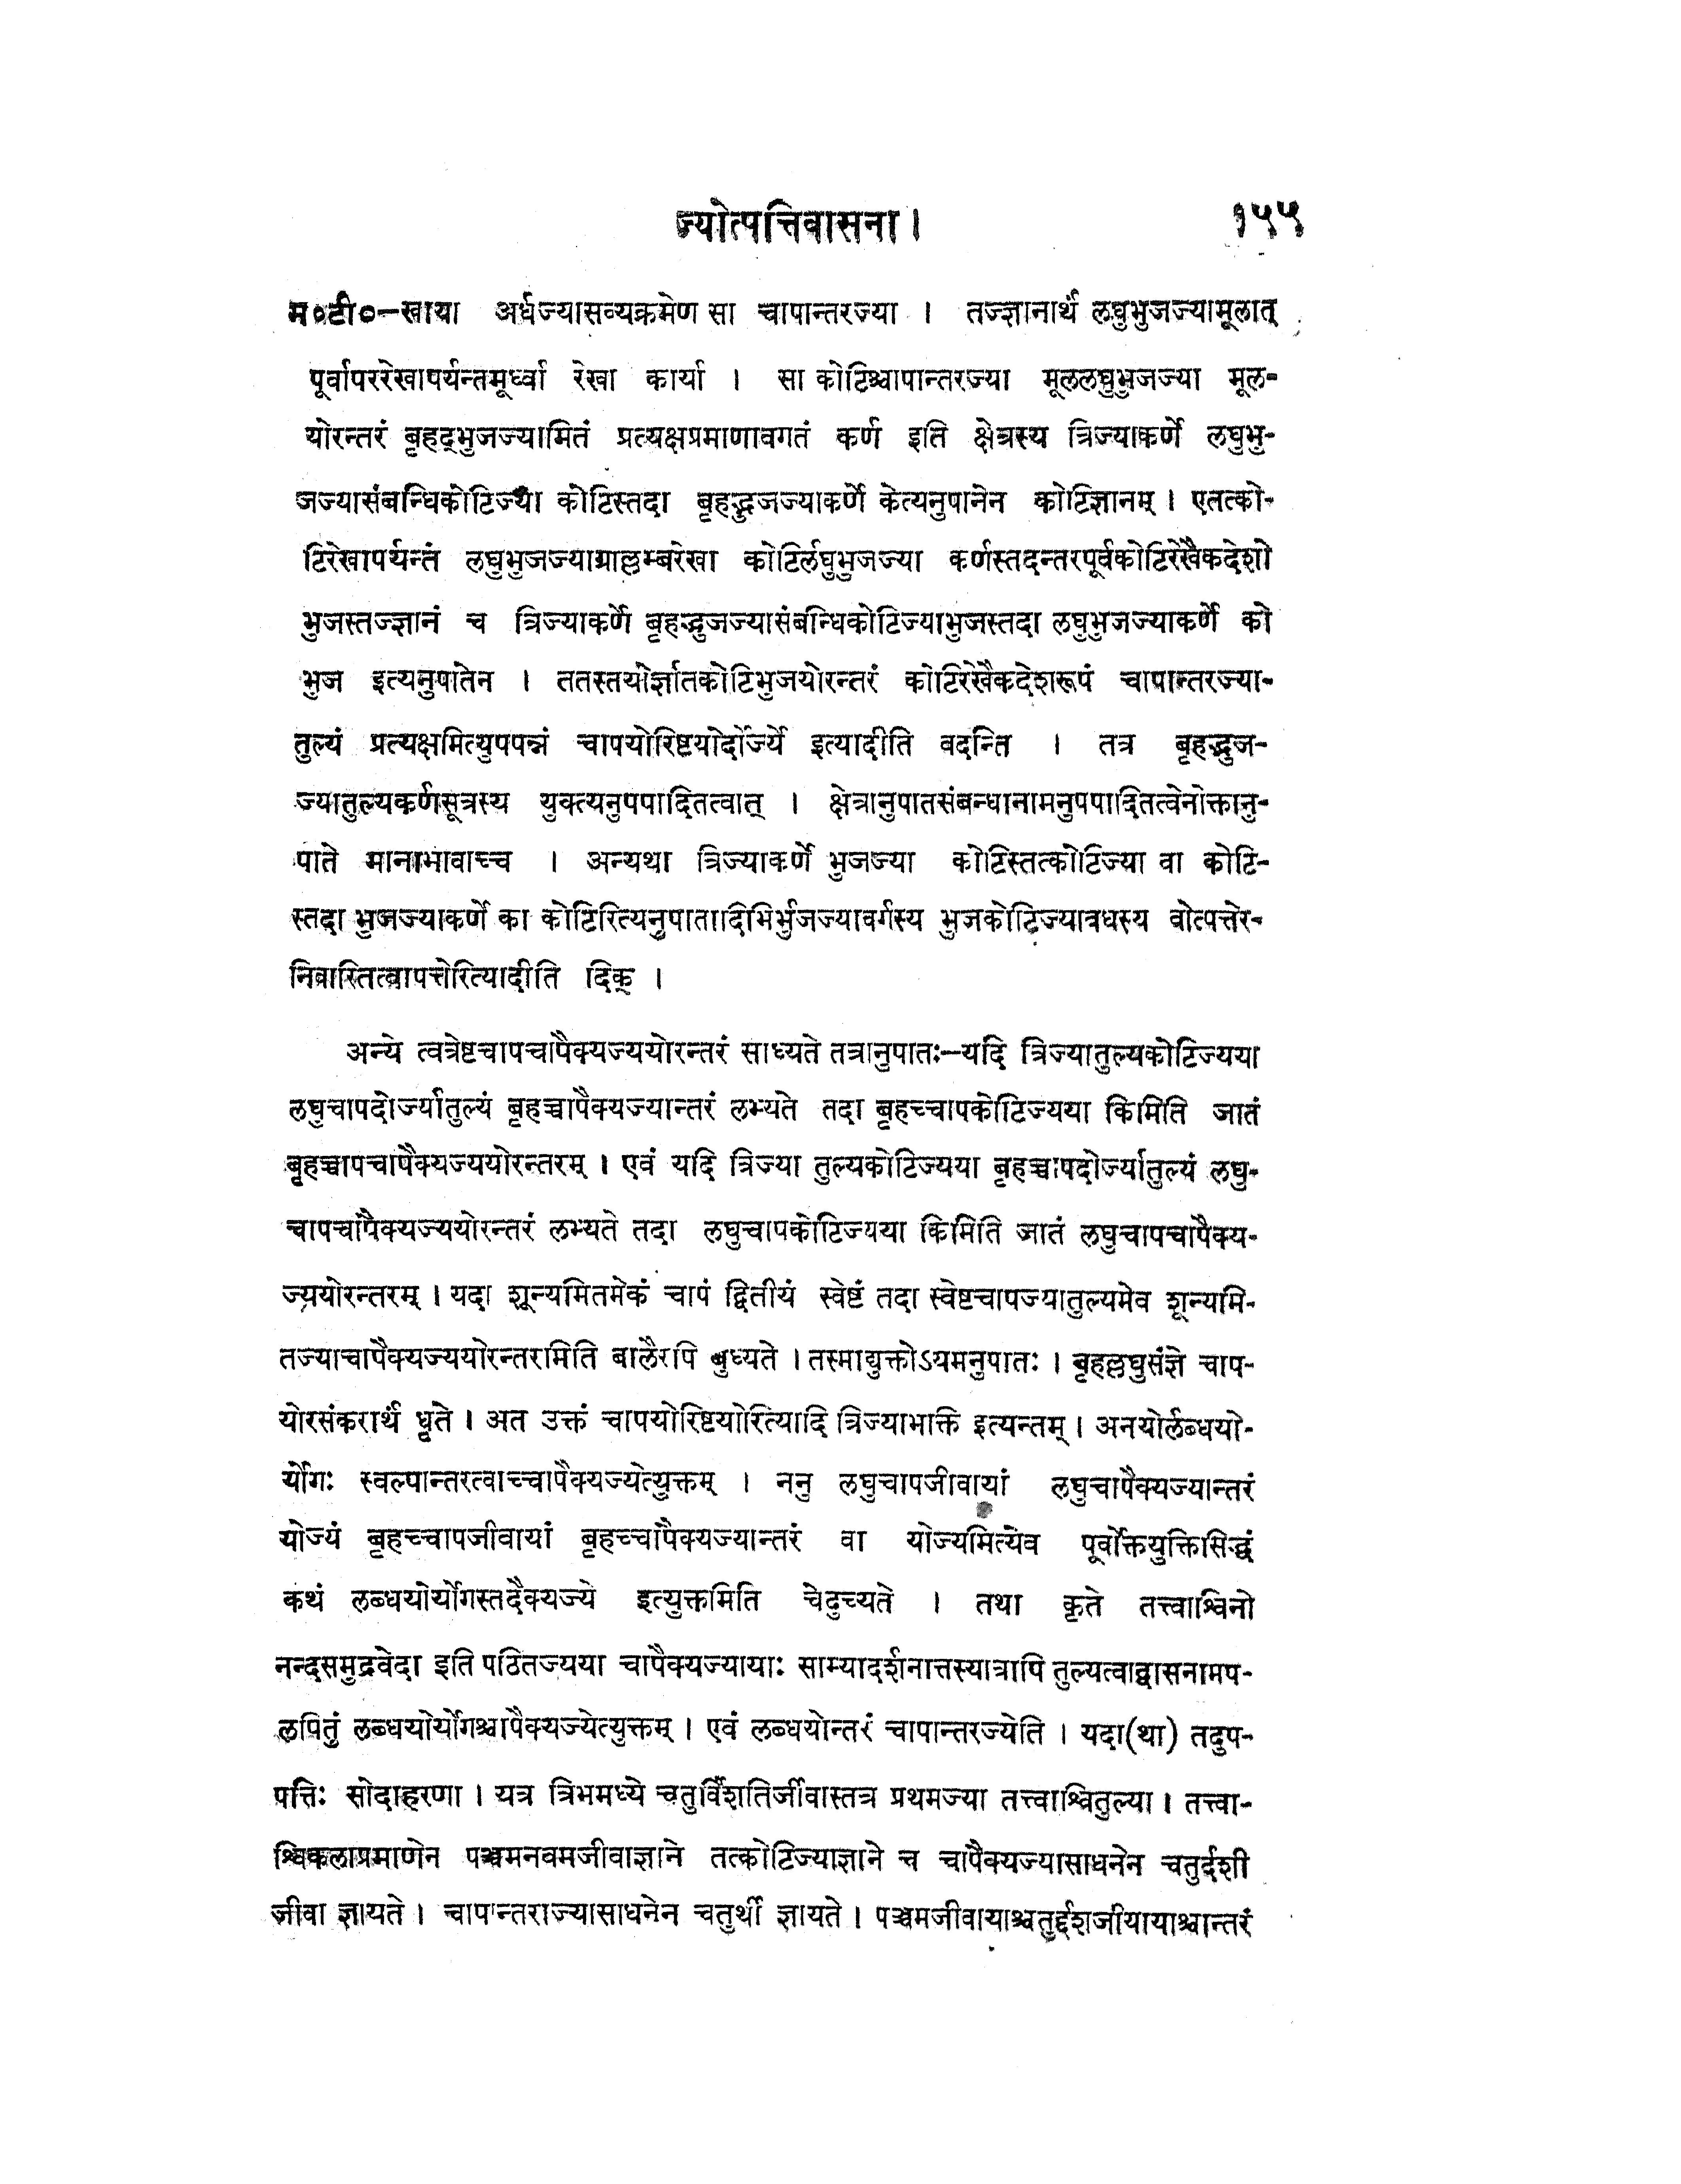 ज्योत्पत्तिवासना। १५५
म०टी०—खाया अर्धज्यासव्यक्रमेण सा चापान्तरज्या । तज्ज्ञानार्थं लघुभुजज्यामूलात्
पूर्वापररेखापर्यन्तमूर्ध्वा रेखा कार्या । सा कोटिश्चापान्तरज्या मूललघुभुजज्या मूल-
योरन्तरं बृहद्भुजज्यामितं प्रत्यक्षप्रमाणावगतं कर्ण इति क्षेत्रस्य त्रिज्याकर्णे लघुभु-
जज्यासंबन्धिकोटिज्या कोटिस्तदा बृहद्भुजज्याकर्णे केत्यनुपानेन कोटिज्ञानम् । एतत्को-
टिरेखापर्यन्तं लघुभुजज्याग्राल्लम्बरेखा कोटिर्लघुभुजज्या कर्णस्तदन्तरपूर्वकोटिरेखैकदेशो
भुजस्तज्ज्ञानं च त्रिज्याकर्णे बृहद्भुजज्यासंबन्धिकोटिज्याभुजस्तदा लघुभुजज्याकर्णे को
भुज इत्यनुपातेन । ततस्तयोर्ज्ञातकोटिभुजयोरन्तरं कोटिरेखैकदेशरूपं चापान्तरज्या-
तुल्यं प्रत्यक्षमित्युपपन्नं चापयोरिष्टयोर्दोर्ज्ये इत्यादीति वदन्ति । तत्र बृहद्भुज-
ज्यातुल्यकर्णसूत्रस्य युक्त्यनुपपादितत्वात् । क्षेत्रानुपातसंबन्धानामनुपपादितत्वेनोक्तानु-
पाते मानाभावाच्च । अन्यथा त्रिज्याकर्णे भुजज्या कोटिस्तत्कोटिज्या वा कोटि-
स्तदा भुजज्याकर्णे का कोटिरित्यनुपातादिभिर्भुजज्यावर्गस्य भुजकोटिज्यावधस्य वोत्पत्तेर-
निवास्तित्वापत्तेरित्यादीति दिक् ।
अन्ये त्वत्रेष्टचापचापैक्यज्ययोरन्तरं साध्यते तत्रानुपातः—यदि त्रिज्यातुल्यकोटिज्यया
लघुचापदोर्ज्यातुल्यं बृहच्चापैक्यज्यान्तरं लभ्यते तदा बृहच्चापकोटिज्यया किमिति जातं
बृहच्चापचापैक्यज्ययोरन्तरम् । एवं यदि त्रिज्या तुल्यकोटिज्यया बृहच्चापदोर्ज्यातुल्यं लघु-
चापचापैक्यज्ययोरन्तरं लभ्यते तदा लघुचापकोटिज्यया किमिति जातं लघुचापचापैक्य-
ज्ययोरन्तरम् । यदा शून्यमितमेकं चापं द्वितीयं स्वेष्टं तदा स्वेष्टचापज्यातुल्यमेव शून्यमि-
तज्याचापैक्यज्ययोरन्तरमिति बालैरपि बुध्यते । तस्माद्युक्तोऽयमनुपातः । बृहल्लघुसंज्ञे चाप-
योरसंकरार्थं धृते । अत उक्तं चापयोरिष्टयोरित्यादि त्रिज्याभाक्ति इत्यन्तम् । अनयोर्लब्धयो-
र्योगः स्वल्पान्तरत्वाच्चापैक्यज्येत्युक्तम् । ननु लघुचापजीवायां लघुचापैक्यज्यान्तरं
योज्यं बृहच्चापजीवायां बृहच्चापैक्यज्यान्तरं वा योज्यमित्येव पूर्वोक्तयुक्तिसिद्धं
कथं लब्धयोर्योगस्तदैक्यज्ये इत्युक्तमिति चेदुच्यते । तथा कृते तत्त्वाश्विनो
नन्दसमुद्रवेदा इति पठितज्यया चापैक्यज्यायाः साम्यादर्शनात्तस्यात्रापि तुल्यत्वाद्वासनामप-
लपितुं लब्धयोर्योगश्चापैक्यज्येत्युक्तम् । एवं लब्धयोन्तरं चापान्तरज्येति । यदा(था) तदुप-
पत्तिः सोदाहरणा । यत्र त्रिभमध्ये चतुर्विंशतिर्जीवास्तत्र प्रथमज्या तत्त्वाश्वितुल्या । तत्त्वा-
श्विकलाप्रमाणेन पञ्चमनवमजीवाज्ञाने तत्कोटिज्याज्ञाने च चापैक्यज्यासाधनेन चतुर्दशी
जीवा ज्ञायते । चापान्तराज्यासाधनेन चतुर्थी ज्ञायते । पञ्चमजीवायाश्चतुर्द्दशजीयायाश्चान्तरं